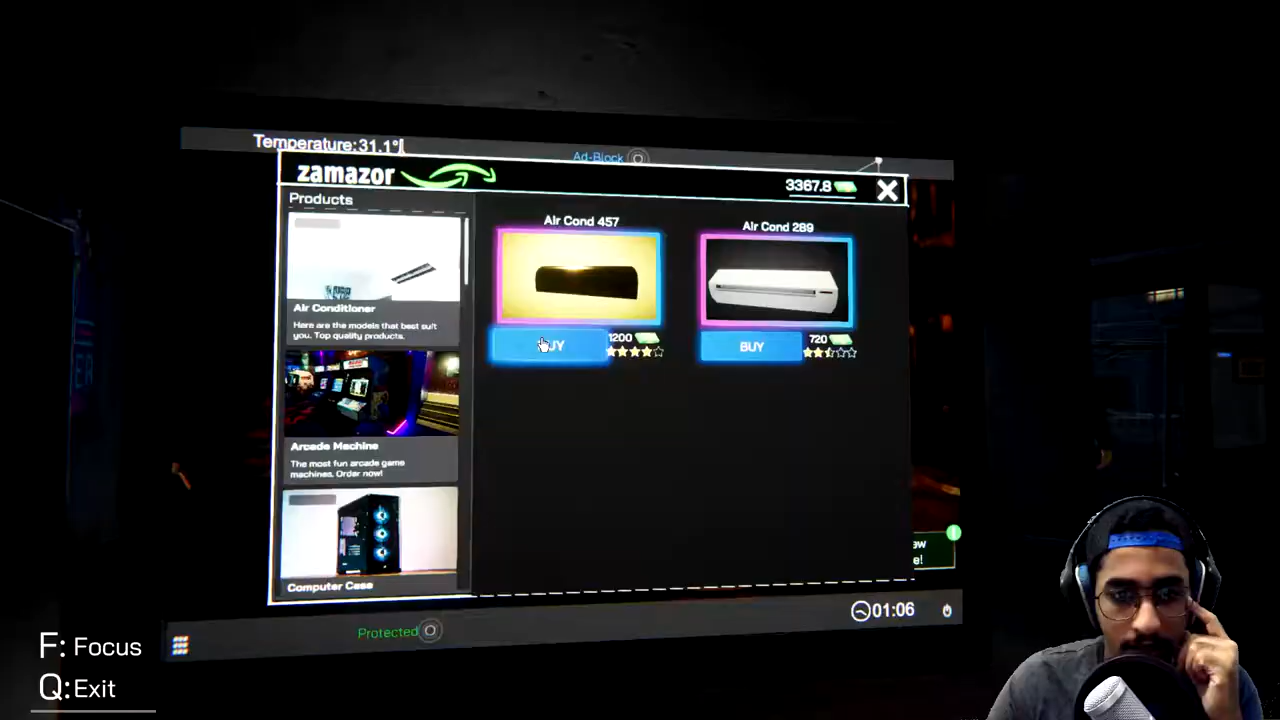 Temperature:31.1°
Ad-Block
zamazor
3367.8
Products
Air Cond 457
Air Cond 289
Air Conditioner
Here are the models that best suit
you. Top quality products.
BUY
1200
BUY
720
Arcade Machine
The most fun arcade game
machines. Order now!
Computer Case
ew
e!
Protected
01:06
F: Focus
Q: Exit